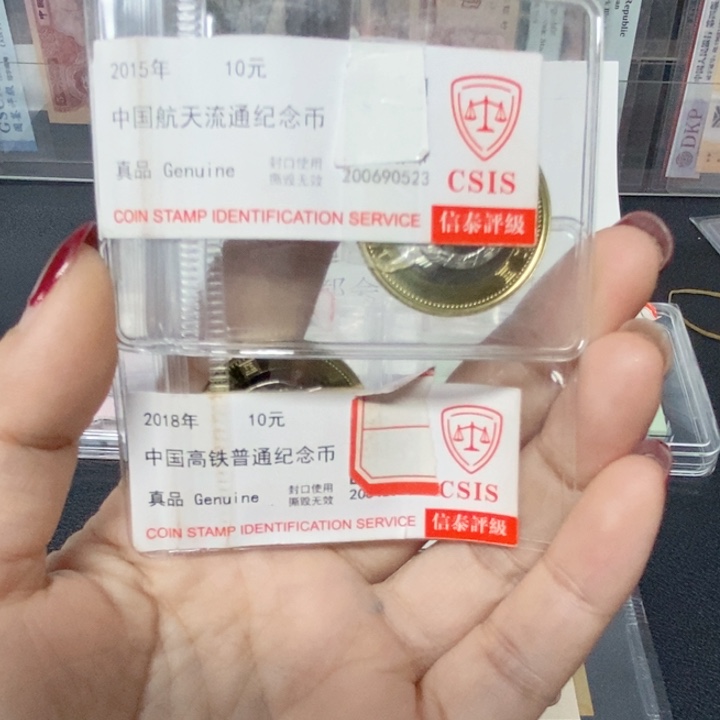 2015年 10元
中国航天流通纪念币
真品 Genuine
封口使用
撕毁无效
200690523
CSIS
COIN STAMP IDENTIFICATION SERVICE
信泰評級
2018年 10元
中国高铁普通纪念币
真品 Genuine
封口使用
撕毁无效
CSIS
COIN STAMP IDENTIFICATION SERVICE
信泰評級
DKP